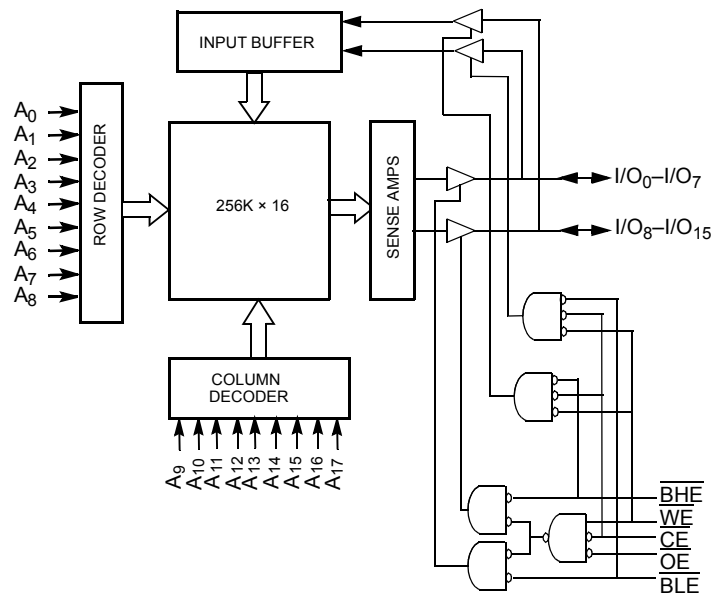 INPUT BUFFER
A0
A1
A2
A3
A4
A5
A6
A7
A8
ROW DECODER
256K × 16
SENSE AMPS
I/O0–I/O7
I/O8–I/O15
COLUMN
DECODER
A9
A10
A11
A12
A13
A14
A15
A16
A17
BHE
WE
CE
OE
BLE